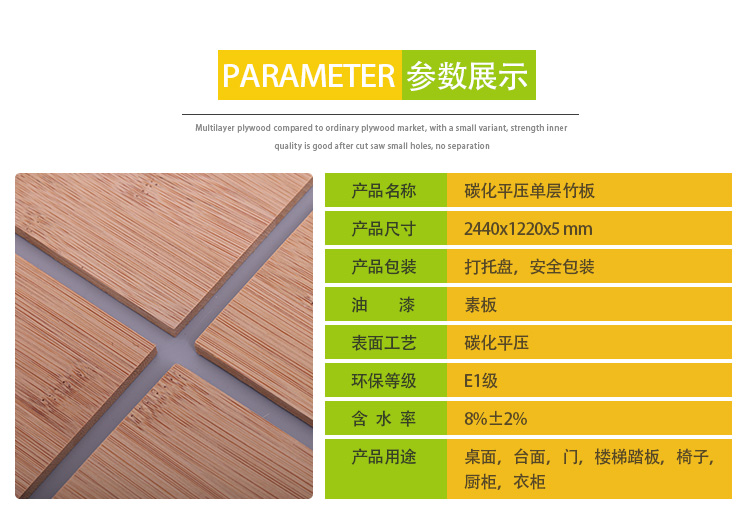 PARAMETER 参数展示
Multilayer plywood compared to ordinary plywood market, with a small variant, strength inner
quality is good after cut saw small holes, no separation
产品名称 碳化平压单层竹板
产品尺寸 2440x1220x5 mm
产品包装 打托盘，安全包装
油 漆 素板
表面工艺 碳化平压
环保等级 E1级
含 水 率 8%±2%
产品用途 桌面，台面，门，楼梯踏板，椅子，
厨柜，衣柜